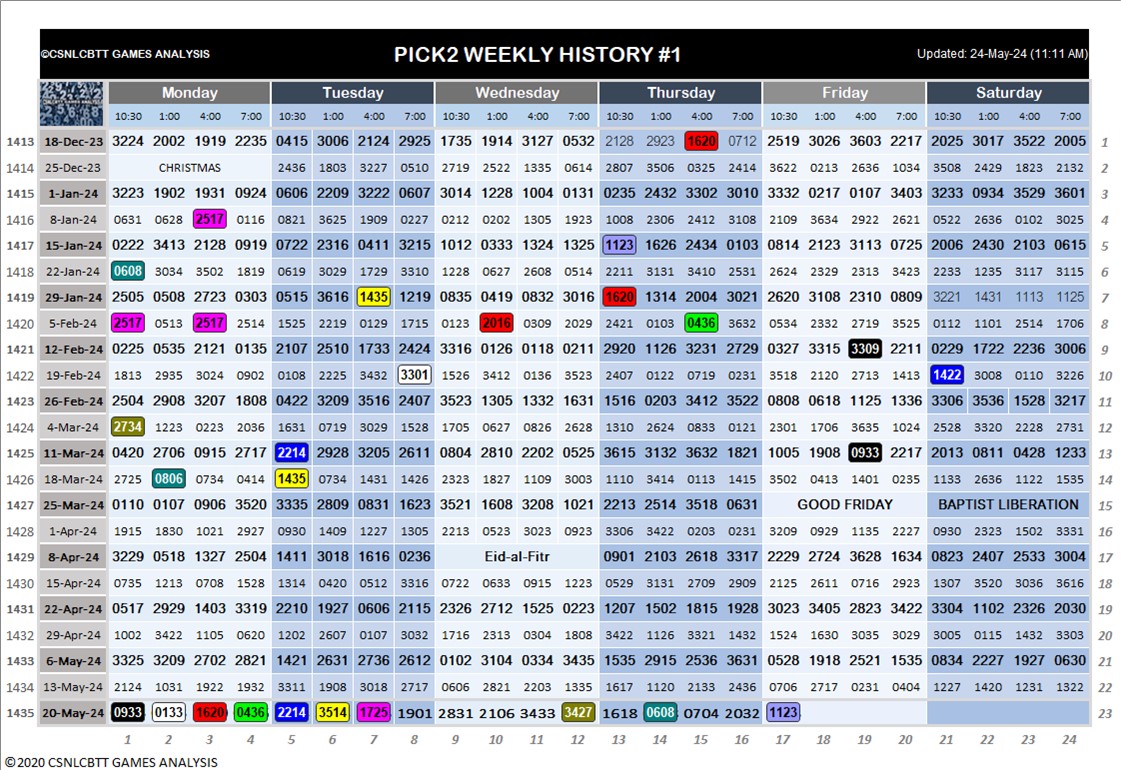 ©CSNLCBTT GAMES ANALYSIS PICK2 WEEKLY HISTORY #1 Updated: 24-May-24 (11:11 AM)
Monday Tuesday Wednesday Thursday Friday Saturday
10:30 1:00 4:00 7:00 10:30 1:00 4:00 7:00 10:30 1:00 4:00 7:00 10:30 1:00 4:00 7:00 10:30 1:00 4:00 7:00 10:30 1:00 4:00 7:00
1413 18-Dec-23 3224 2002 1919 2235 0415 3006 2124 2925 1735 1914 3127 0532 2128 2923 1620 0712 2519 3026 3603 2217 2025 3017 3522 2005 1
1414 25-Dec-23 CHRISTMAS 2436 1803 3227 0510 2719 2522 1335 0614 2807 3506 0325 2414 3622 0213 2636 1034 3508 2429 1823 2132 2
1415 1-Jan-24 3223 1902 1931 0924 0606 2209 3222 0607 3014 1228 1004 0131 0235 2432 3302 3010 0332 0217 0107 3403 3233 0934 3529 3601 3
1416 8-Jan-24 0631 0628 2517 0116 0821 3625 1909 0227 0212 0202 1305 1923 1008 2306 2412 3108 2109 3634 2922 0221 0522 2636 0102 3025 4
1417 15-Jan-24 0222 3413 2128 0919 0722 2316 0411 3215 1012 0333 1324 1325 1123 1626 2434 0103 0814 2123 3113 0725 2006 2430 2103 0615 5
1418 22-Jan-24 0608 3034 3502 1819 0619 3029 1729 3310 1228 0627 2608 0514 2211 3131 3410 2531 2624 2329 2313 3423 2233 1235 3117 3115 6
1419 29-Jan-24 2505 0508 2723 0303 0515 3616 1435 1219 0835 0419 0832 3016 1620 1314 2004 3021 2620 3108 2310 0809 3221 1431 1113 1125 7
1420 5-Feb-24 2517 0513 2517 2514 1525 2219 0129 1715 0123 2016 0309 2029 2421 0103 0436 3632 0534 2332 2719 3525 0112 1101 2514 1706 8
1421 12-Feb-24 0225 0535 2121 0135 2107 2510 1733 2424 3316 0126 0118 0211 2920 1126 3231 2729 0327 3315 3309 2211 0229 1722 2236 3006 9
1422 19-Feb-24 1813 2935 3024 0902 0108 2225 3432 3301 1526 3412 0136 3523 2407 0122 0719 0231 3518 2120 2713 1413 1422 3008 0110 3226 10
1423 26-Feb-24 2504 2908 3207 1808 0422 3209 3516 2407 3523 1305 1332 1631 1516 0203 3412 3522 0808 0618 1125 1336 3306 3536 1528 3217 11
1424 4-Mar-24 2734 1223 0223 2036 1631 0719 3029 1528 1705 0627 0826 2628 1310 2624 0833 0121 2301 1706 3635 1024 2528 3320 2228 2731 12
1425 11-Mar-24 0420 2706 0915 2717 2214 2928 3205 2611 0804 2810 2202 0525 3615 3132 3632 1821 1005 1908 0933 2217 2013 0811 0428 1233 13
1426 18-Mar-24 2725 0806 0734 0414 1435 0734 1431 1426 2323 1827 1109 3003 1110 3414 0113 1415 3502 0413 1401 0235 1133 2636 1122 1535 14
1427 25-Mar-24 0110 0107 0906 3520 3335 2809 0831 1623 3521 1608 3208 1021 2213 2514 3518 0631 GOOD FRIDAY BAPTIST LIBERATION 15
1428 1-Apr-24 1915 1830 1021 2927 0930 1409 1227 1305 2213 0523 3023 0923 3306 3422 0203 0231 3209 0929 1135 2227 0930 2323 1502 3331 16
1429 8-Apr-24 3229 0518 1327 2504 1411 3018 1616 0236 Eid-al-Fitr 0901 2103 2618 3317 2229 2724 3628 1634 0823 2407 2533 3004 17
1430 15-Apr-24 0735 1213 0708 1528 1314 0420 0512 3316 0722 0633 0915 1223 0529 3131 2709 2909 2125 2611 0716 2923 1307 3520 3036 3616 18
1431 22-Apr-24 0517 2929 1403 3319 2210 1927 0606 2115 2326 2712 1525 0223 1207 1502 1815 1928 3023 3405 2823 3422 3304 1102 2326 2030 19
1432 29-Apr-24 1002 3422 1105 0620 1202 2607 0107 3032 1716 2313 0304 1808 3422 1126 3321 1432 1524 1630 3035 3029 3005 0115 1432 3303 20
1433 6-May-24 3325 3209 2702 2821 1421 2631 2736 2612 0102 3104 0334 3435 1535 2915 2536 3631 0528 1918 2521 1535 0834 2227 1927 0630 21
1434 13-May-24 2124 1031 1922 1932 3311 1908 3018 2717 0606 2821 2203 1335 1617 1120 2133 2436 0706 2717 0231 0404 1227 1420 1231 1322 22
1435 20-May-24 0933 0133 1620 0436 2214 3514 1725 1901 2831 2106 3433 3427 1618 0608 0704 2032 1123 23
1 2 3 4 5 6 7 8 9 10 11 12 13 14 15 16 17 18 19 20 21 22 23 24
©2020 CSNLCBTT GAMES ANALYSIS